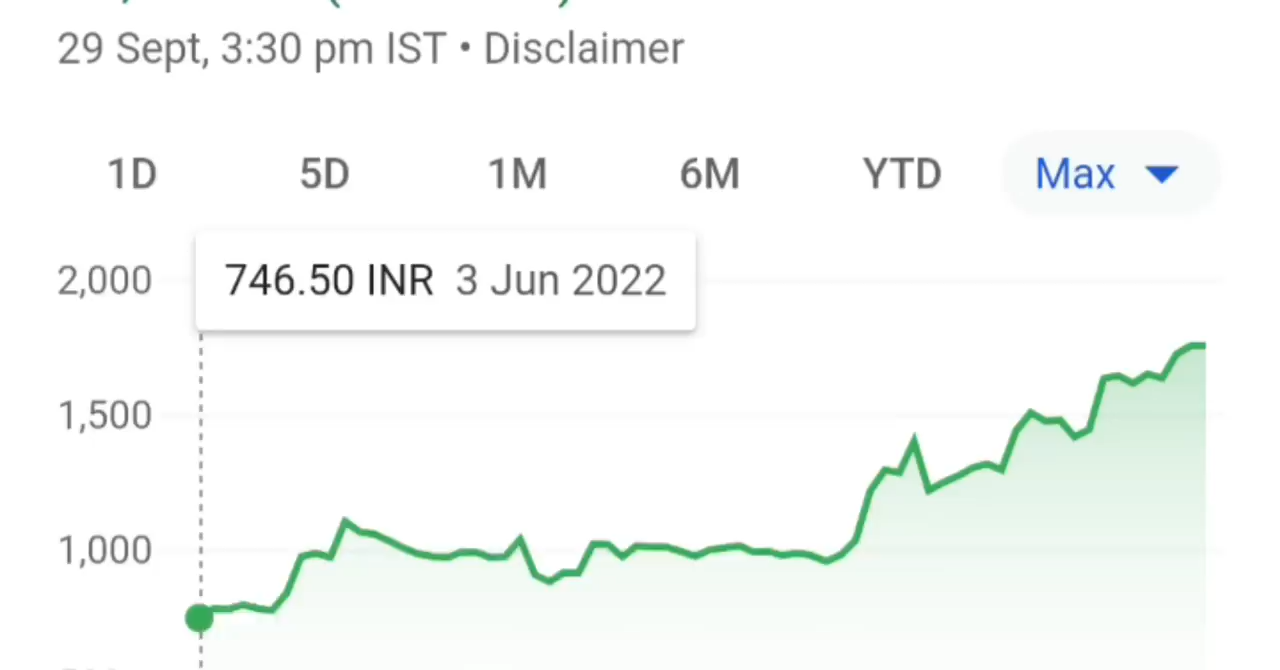 29 Sept, 3:30 pm IST • Disclaimer
1D 5D 1M 6M YTD Max
746.50 INR 3 Jun 2022
2,000
1,500
1,000